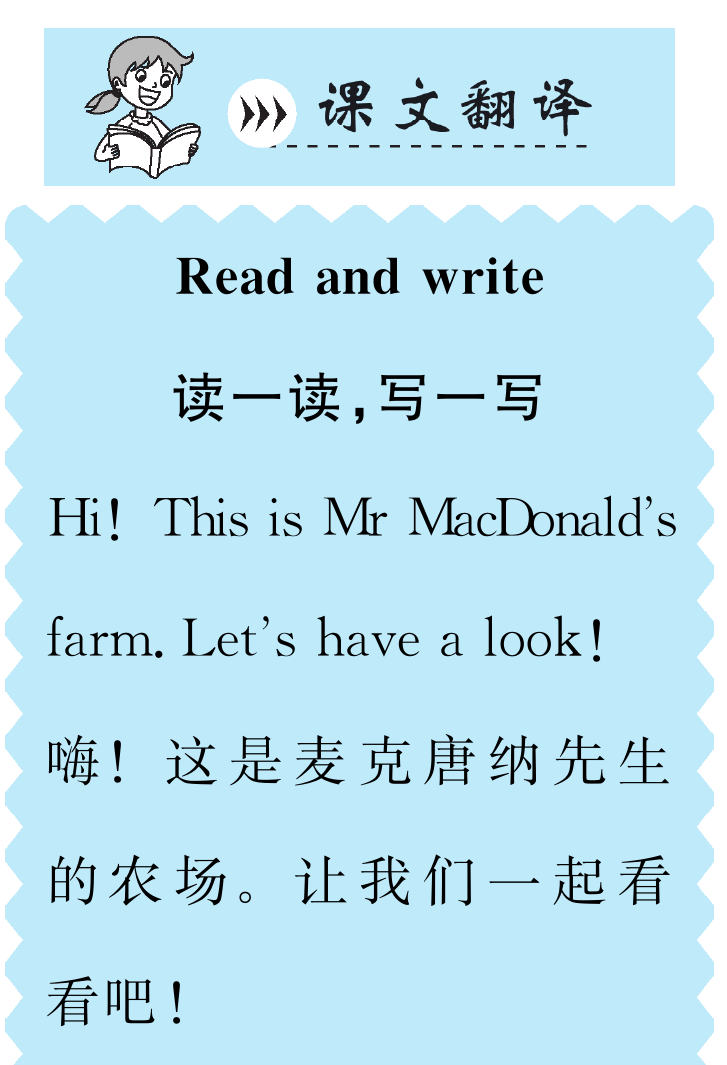 课文翻译
Read and write
读一读,写一写
Hi! This is Mr MacDonald's
farm. Let's have a look!
嗨! 这是麦克唐纳先生
的农场。让我们一起看
看吧!